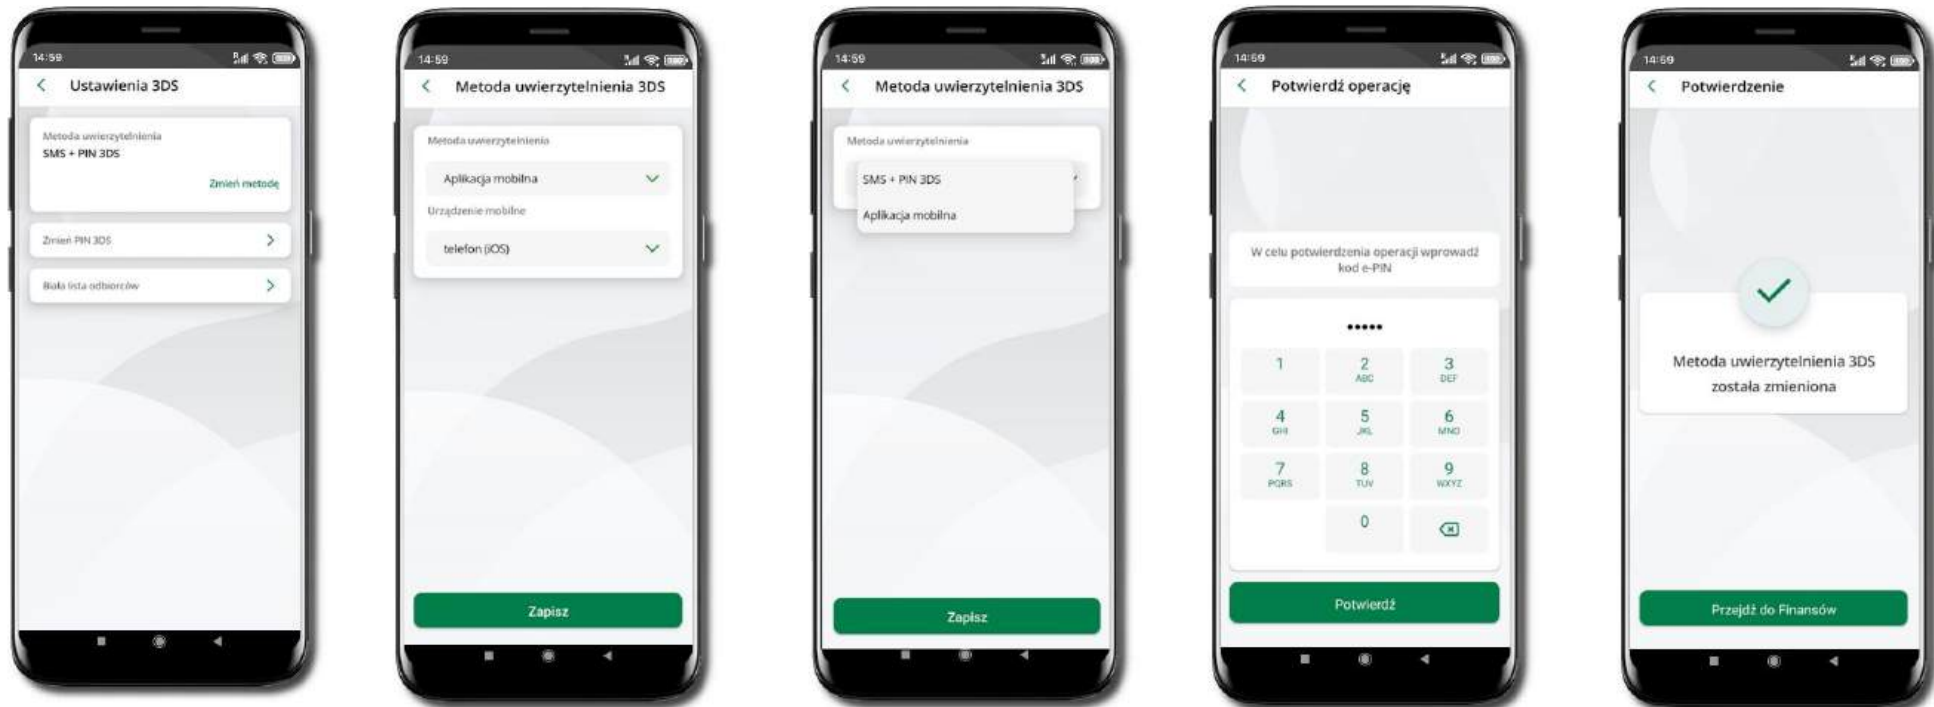 14:59
Ustawienia 3DS
Metoda uwierzytelnienia
SMS + PIN 3DS
Zmień metodę
Zmień PIN 3DS
Biała lista odbiorców
14:59
Metoda uwierzytelnienia 3DS
Metoda uwierzytelnienia
Aplikacja mobilna
Urządzenie mobilne
telefon (iOS)
Zapisz
14:59
Metoda uwierzytelnienia 3DS
Metoda uwierzytelnienia
SMS + PIN 3DS
Aplikacja mobilna
Zapisz
14:59
Potwierdź operację
W celu potwierdzenia operacji wprowadź
kod e-PIN
•••••
1 2 3
ABC DEF
4 5 6
GHI JKL MNO
7 8 9
PQRS TUV WXYZ
0
Potwierdź
14:59
Potwierdzenie
Metoda uwierzytelnienia 3DS
została zmieniona
Przejdź do Finansów